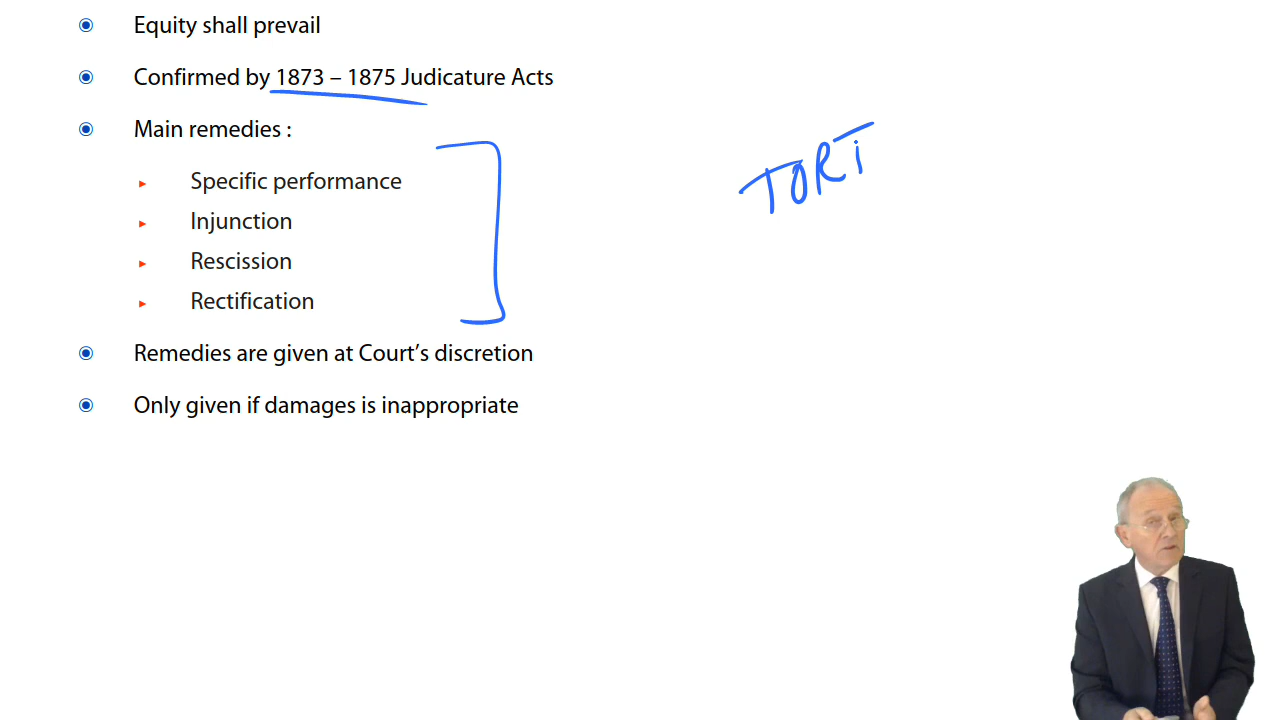 Equity shall prevail
Confirmed by 1873 – 1875 Judicature Acts
Main remedies :
Specific performance
Injunction
Rescission
Rectification
Remedies are given at Court’s discretion
Only given if damages is inappropriate
TORT